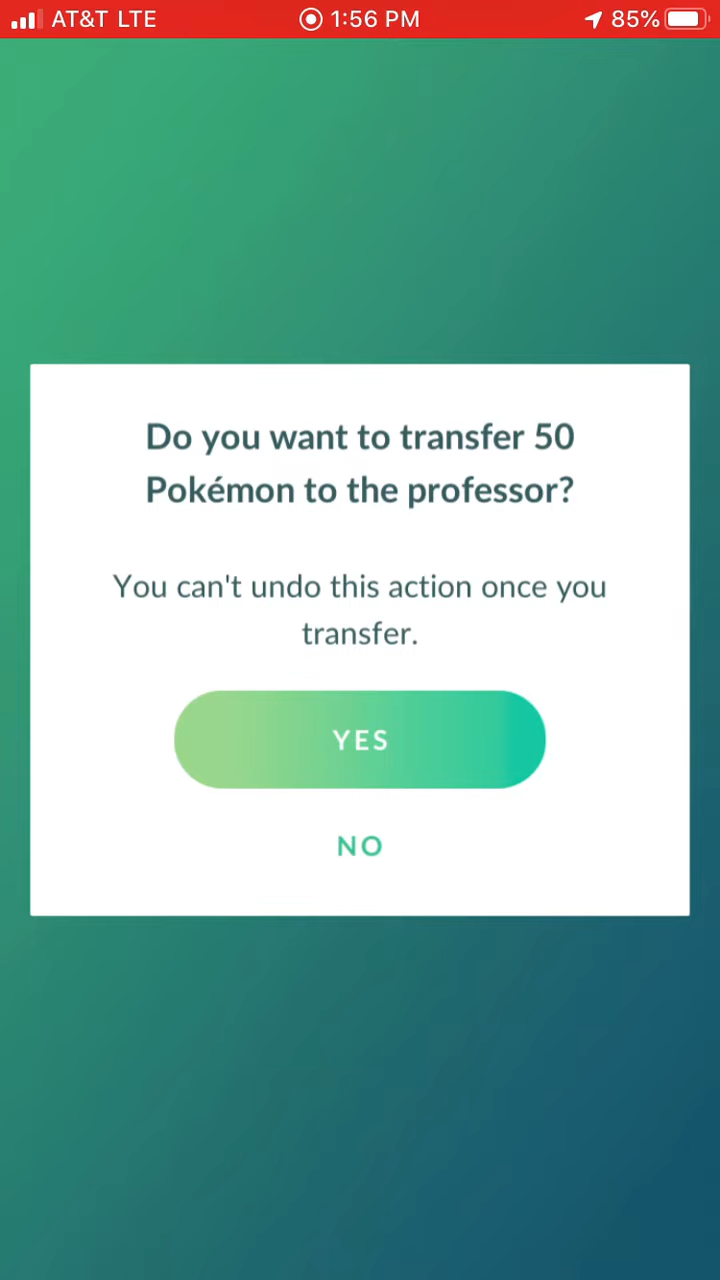 AT&T LTE 1:56 PM 85%
Do you want to transfer 50
Pokémon to the professor?
You can't undo this action once you
transfer.
YES
NO